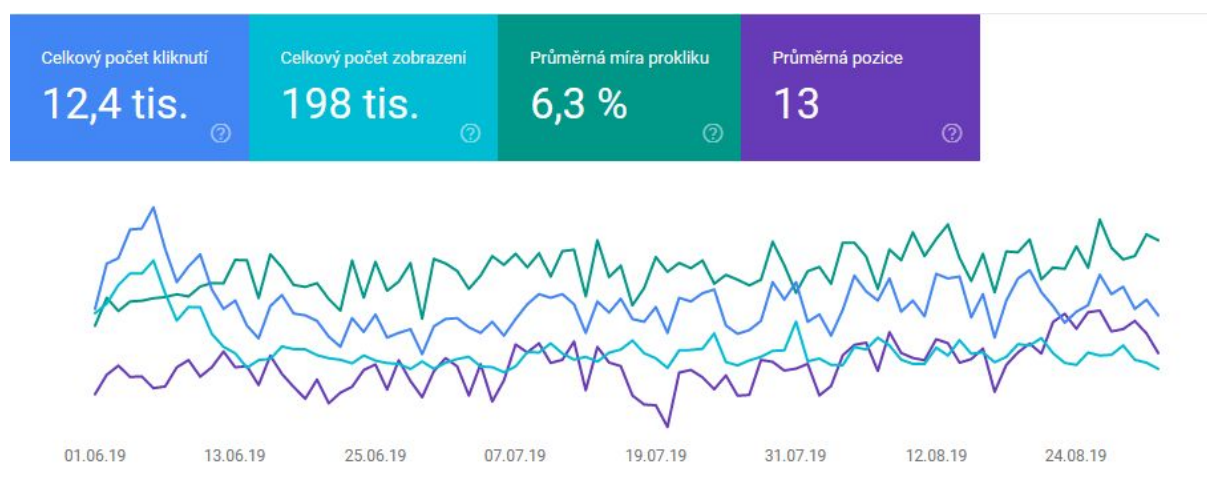 Celkový počet kliknutí
12,4 tis.
Celkový počet zobrazení
198 tis.
Průměrná míra prokliku
6,3 %
Průměrná pozice
13
01.06.19 13.06.19 25.06.19 07.07.19 19.07.19 31.07.19 12.08.19 24.08.19